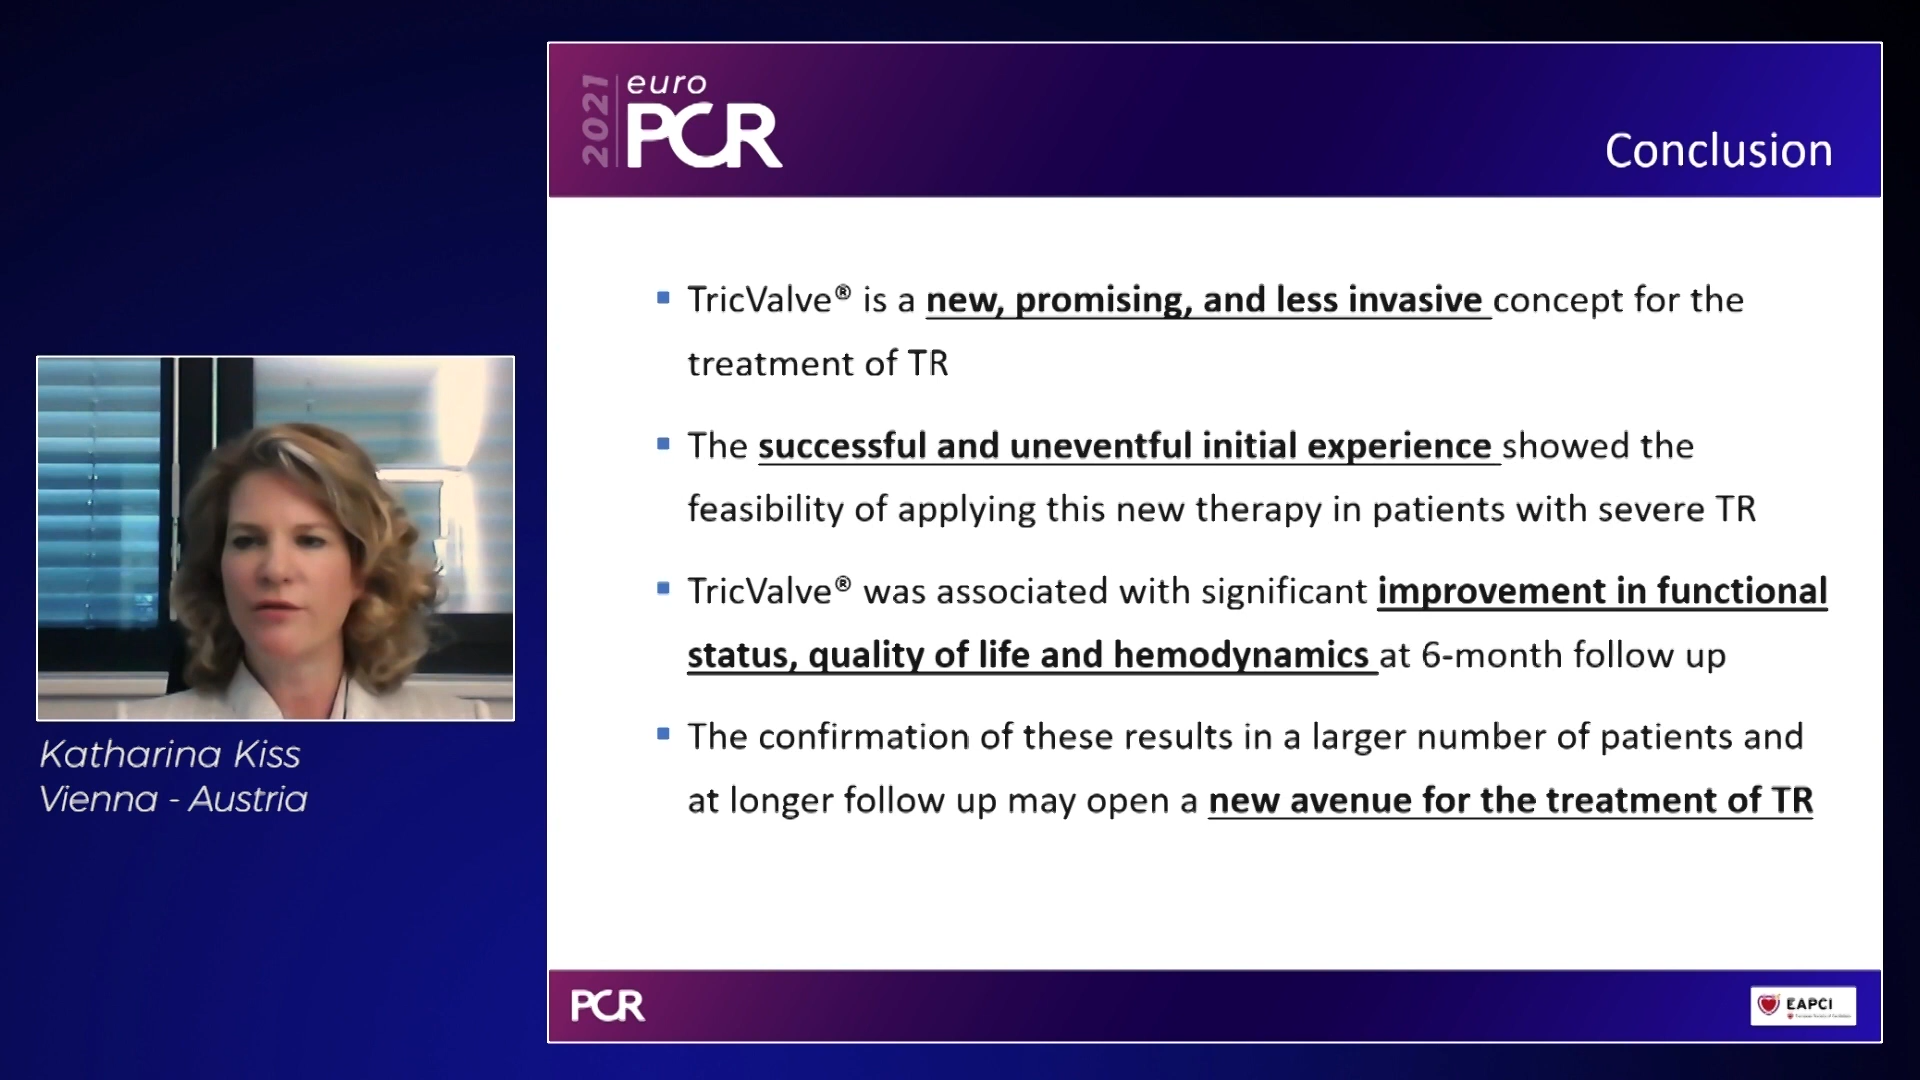 2021
euro
PCR
Conclusion
▪ TricValve® is a new, promising, and less invasive concept for the
treatment of TR
▪ The successful and uneventful initial experience showed the
feasibility of applying this new therapy in patients with severe TR
▪ TricValve® was associated with significant improvement in functional
status, quality of life and hemodynamics at 6-month follow up
▪ The confirmation of these results in a larger number of patients and
at longer follow up may open a new avenue for the treatment of TR
Katharina Kiss
Vienna - Austria
PCR
EAPCI